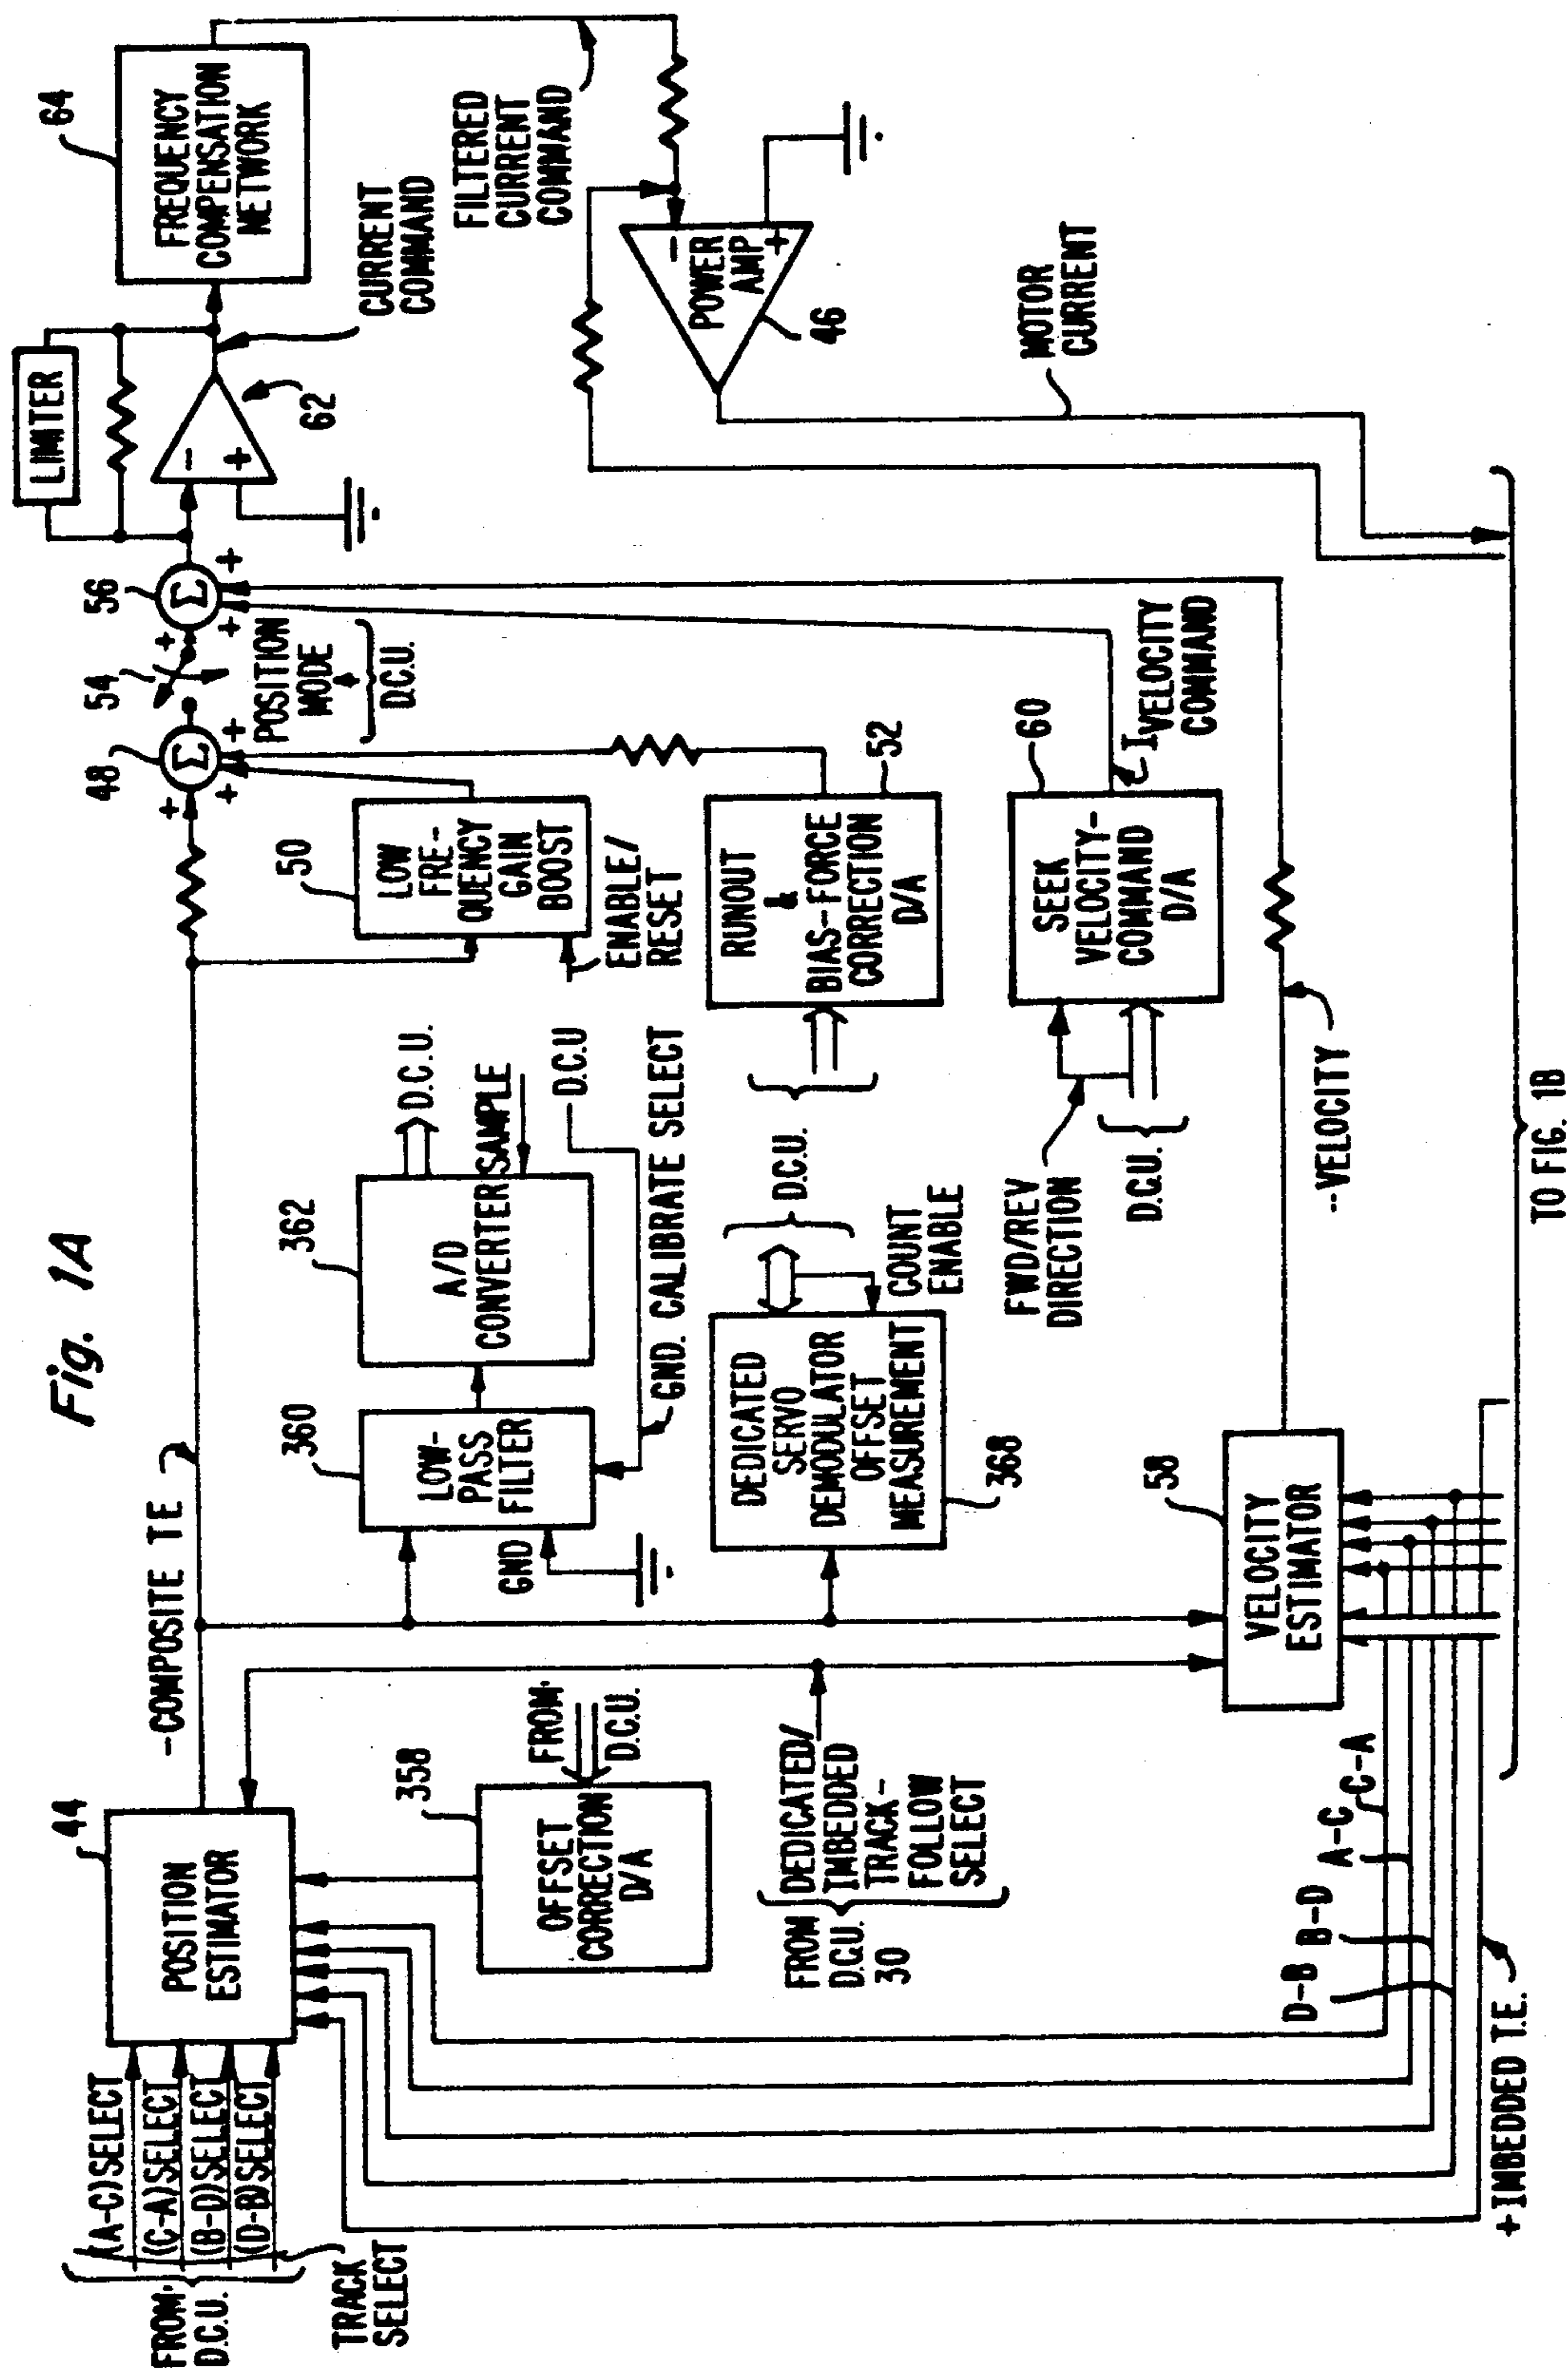 Fig. 1A
FROM
D.C.U.
(A-C)SELECT
(C-A)SELECT
(B-D)SELECT
(D-B)SELECT
TRACK
SELECT
44
POSITION
ESTIMATOR
-COMPOSITE TE
358
OFFSET
CORRECTION
D/A
FROM
D.C.U.
FROM
D.C.U.
30
DEDICATED/
IMBEDDED
TRACK-
FOLLOW
SELECT
360
LOW-
PASS
FILTER
GND
362
A/D
CONVERTER
D.C.U.
SAMPLE
D.C.U
GND. CALIBRATE SELECT
DEDICATED
SERVO
DEMODULATOR
OFFSET
MEASUREMENT
368
D.C.U.
COUNT
ENABLE
50
LOW
FRE-
QUENCY
GAIN
BOOST
ENABLE/
RESET
RUNOUT
&
BIAS-FORCE
CORRECTION
D/A
52
60
SEEK
VELOCITY-
COMMAND
D/A
FWD/REV
DIRECTION
D.C.U.
I
VELOCITY
COMMAND
58
VELOCITY
ESTIMATOR
--VELOCITY
D-B
B-D
A-C
C-A
+ IMBEDDED T.E.
TO FIG. 1B
48
Σ
+
+
+
54
POSITION
MODE
D.C.U.
56
Σ
+
+
+
LIMITER
-
+
62
CURRENT
COMMAND
64
FREQUENCY
COMPENSATION
NETWORK
FILTERED
CURRENT
COMMAND
-
POWER
AMP
+
46
MOTOR
CURRENT